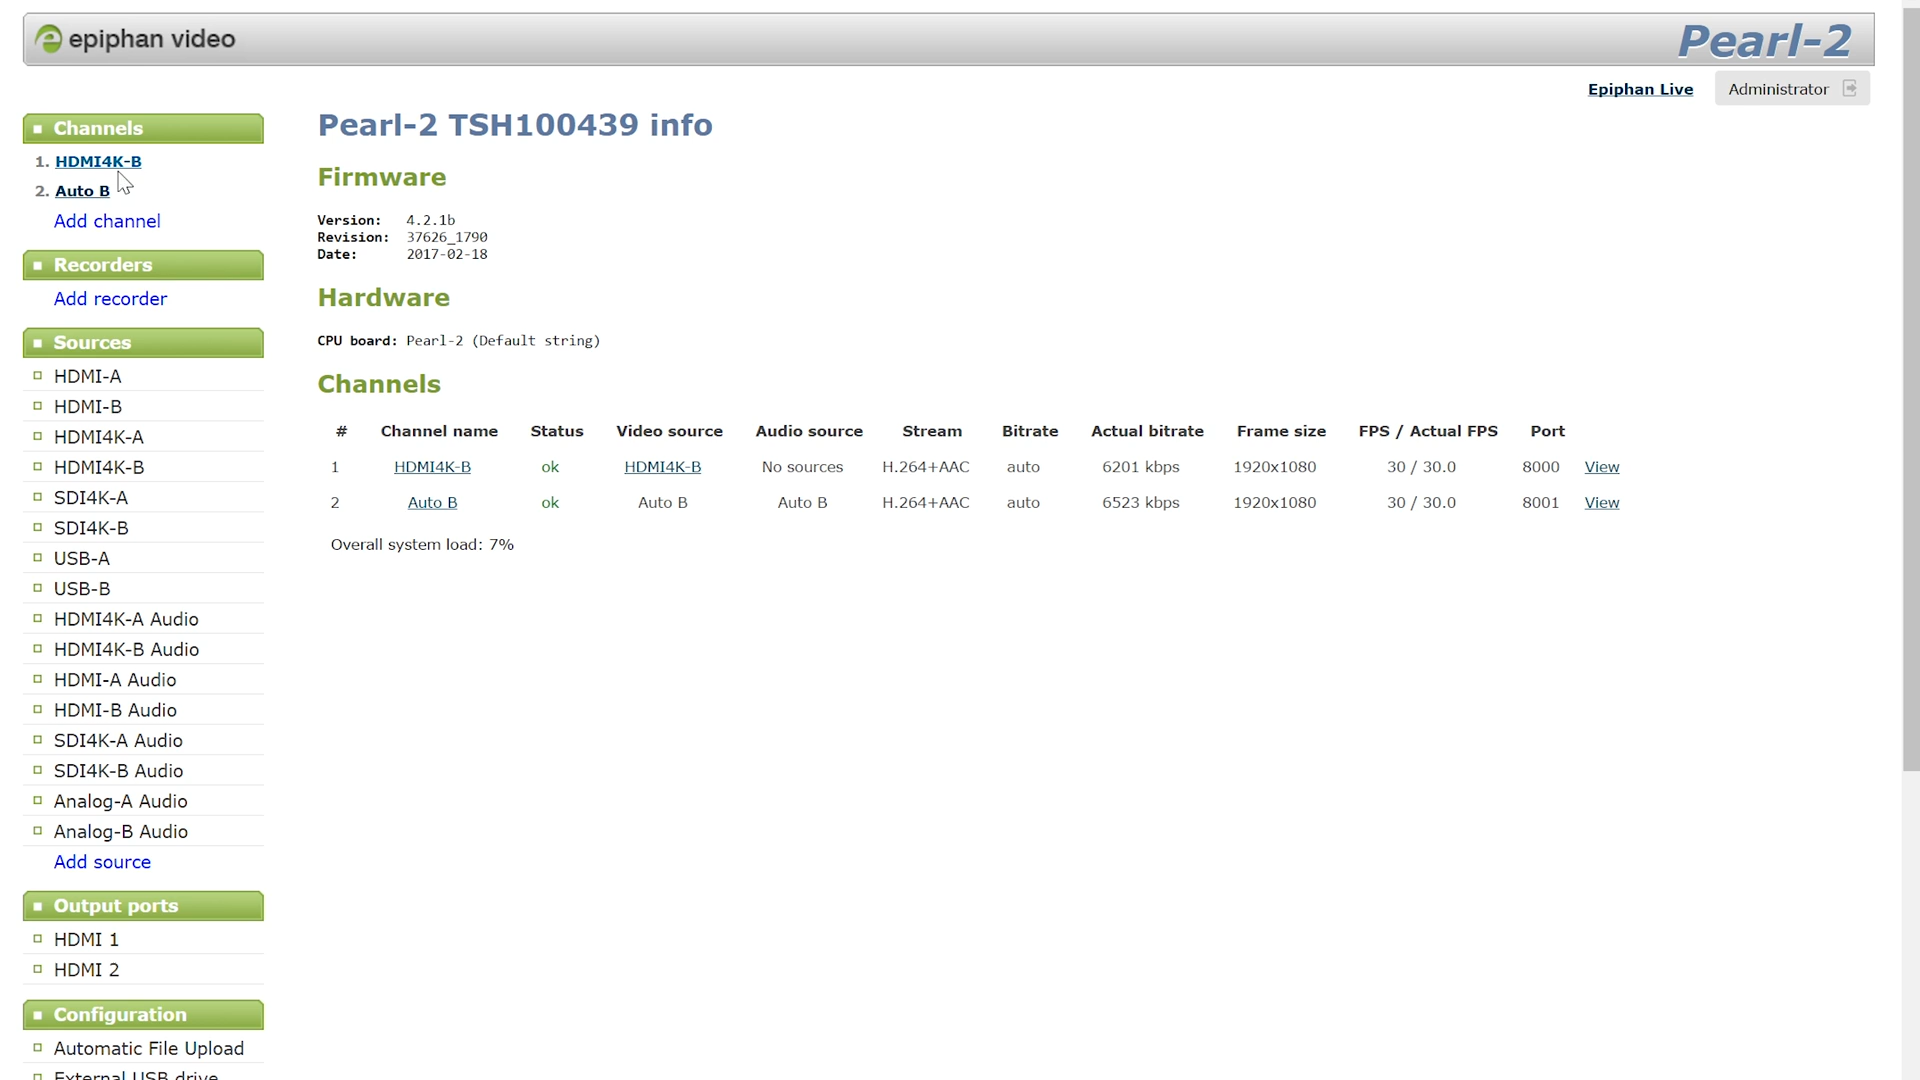 epiphan video
Pearl-2
Epiphan Live
Administrator
Channels
1. HDMI4K-B
2. Auto B
Add channel
Recorders
Add recorder
Sources
HDMI-A
HDMI-B
HDMI4K-A
HDMI4K-B
SDI4K-A
SDI4K-B
USB-A
USB-B
HDMI4K-A Audio
HDMI4K-B Audio
HDMI-A Audio
HDMI-B Audio
SDI4K-A Audio
SDI4K-B Audio
Analog-A Audio
Analog-B Audio
Add source
Output ports
HDMI 1
HDMI 2
Configuration
Automatic File Upload
External USB drive
Pearl-2 TSH100439 info
Firmware
Version: 4.2.1b
Revision: 37626_1790
Date: 2017-02-18
Hardware
CPU board: Pearl-2 (Default string)
Channels
# Channel name Status Video source Audio source Stream Bitrate Actual bitrate Frame size FPS / Actual FPS Port
1 HDMI4K-B ok HDMI4K-B No sources H.264+AAC auto 6201 kbps 1920x1080 30 / 30.0 8000 View
2 Auto B ok Auto B Auto B H.264+AAC auto 6523 kbps 1920x1080 30 / 30.0 8001 View
Overall system load: 7%